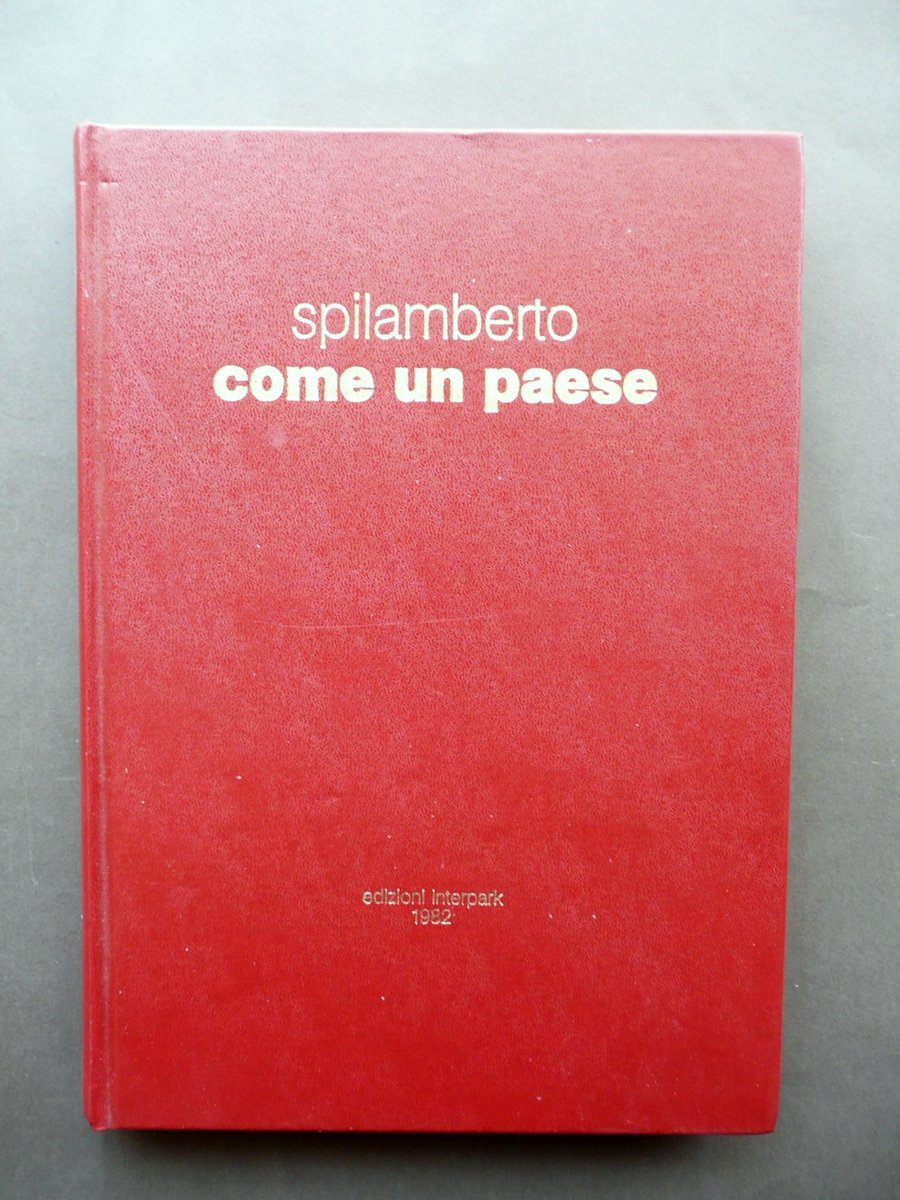 spilamberto
come un paese
edizioni interpark
1982